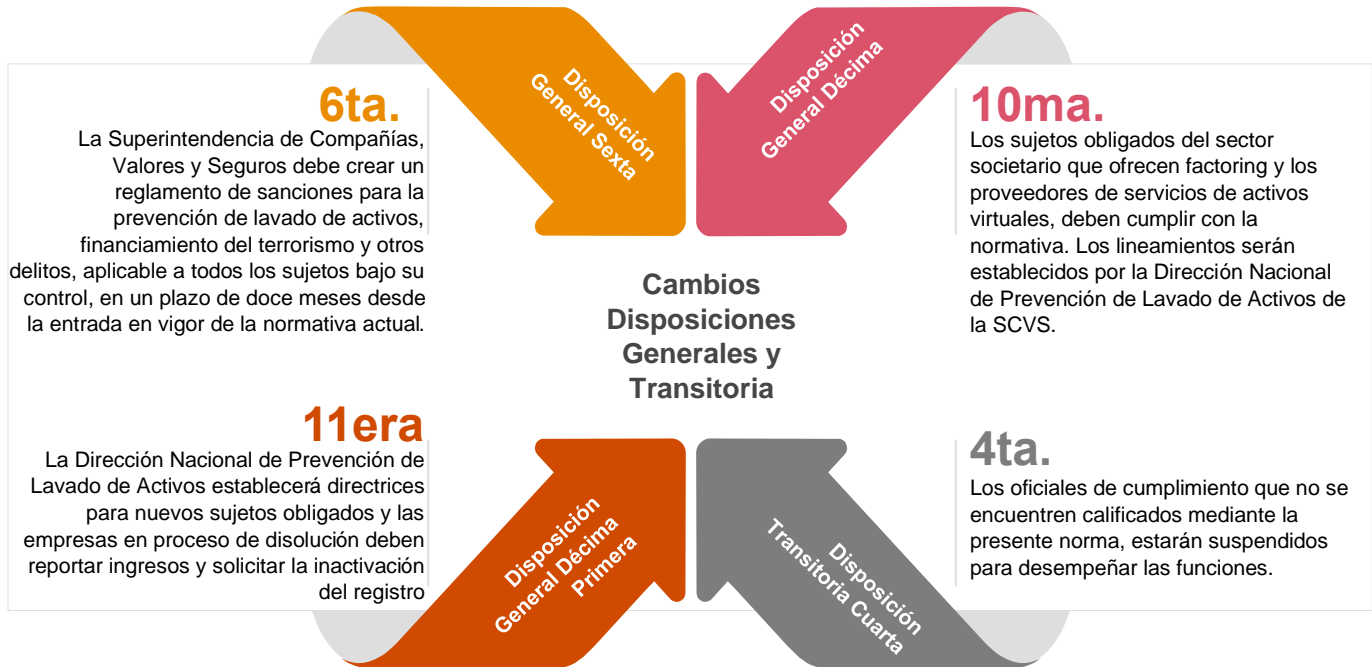 Disposición
General Sexta
6ta.
La Superintendencia de Compañías,
Valores y Seguros debe crear un
reglamento de sanciones para la
prevención de lavado de activos,
financiamiento del terrorismo y otros
delitos, aplicable a todos los sujetos bajo su
control, en un plazo de doce meses desde
la entrada en vigor de la normativa actual.
Disposición
General Décima
10ma.
Los sujetos obligados del sector
societario que ofrecen factoring y los
proveedores de servicios de activos
virtuales, deben cumplir con la
normativa. Los lineamientos serán
establecidos por la Dirección Nacional
de Prevención de Lavado de Activos de
la SCVS.
Cambios
Disposiciones
Generales y
Transitoria
11era
La Dirección Nacional de Prevención de
Lavado de Activos establecerá directrices
para nuevos sujetos obligados y las
empresas en proceso de disolución deben
reportar ingresos y solicitar la inactivación
del registro
Disposición
General Décima
Primera
4ta.
Los oficiales de cumplimiento que no se
encuentren calificados mediante la
presente norma, estarán suspendidos
para desempeñar las funciones.
Disposición
Transitoria Cuarta